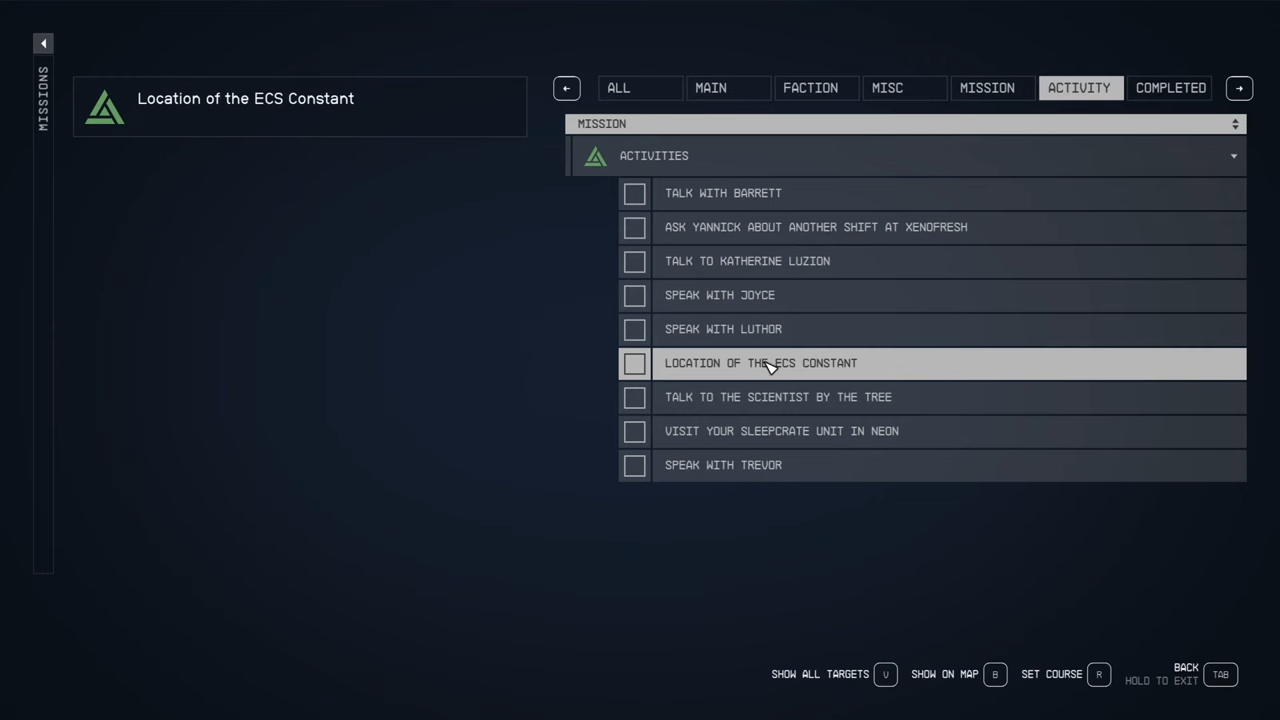 MISSIONS
Location of the ECS Constant
ALL MAIN FACTION MISC MISSION ACTIVITY COMPLETED
MISSION
ACTIVITIES
TALK WITH BARRETT
ASK YANNICK ABOUT ANOTHER SHIFT AT XENOFRESH
TALK TO KATHERINE LUZION
SPEAK WITH JOYCE
SPEAK WITH LUTHOR
LOCATION OF THE ECS CONSTANT
TALK TO THE SCIENTIST BY THE TREE
VISIT YOUR SLEEPCRATE UNIT IN NEON
SPEAK WITH TREVOR
SHOW ALL TARGETS V SHOW ON MAP B SET COURSE R BACK TAB
HOLD TO EXIT